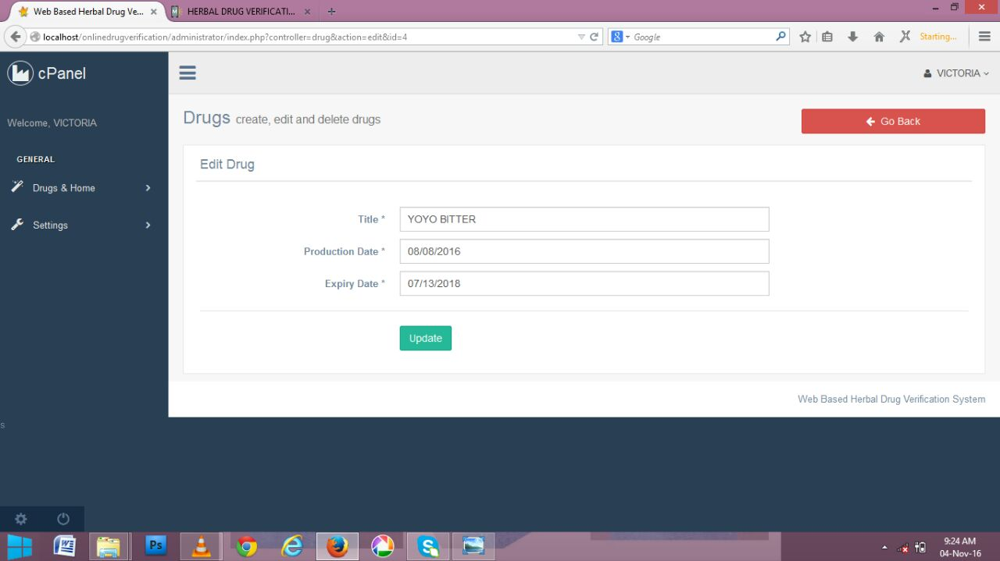 Web Based Herbal Drug Ve...
HERBAL DRUG VERIFICATI...
localhost/onlinedrugverification/administrator/index.php?controller=drug&action=edit&id=4
Google
Starting...
cPanel
VICTORIA
Welcome, VICTORIA
Drugs create, edit and delete drugs
Go Back
GENERAL
Edit Drug
Drugs & Home
Settings
Title * YOYO BITTER
Production Date * 08/08/2016
Expiry Date * 07/13/2018
Update
Web Based Herbal Drug Verification System
s
9:24 AM
04-Nov-16